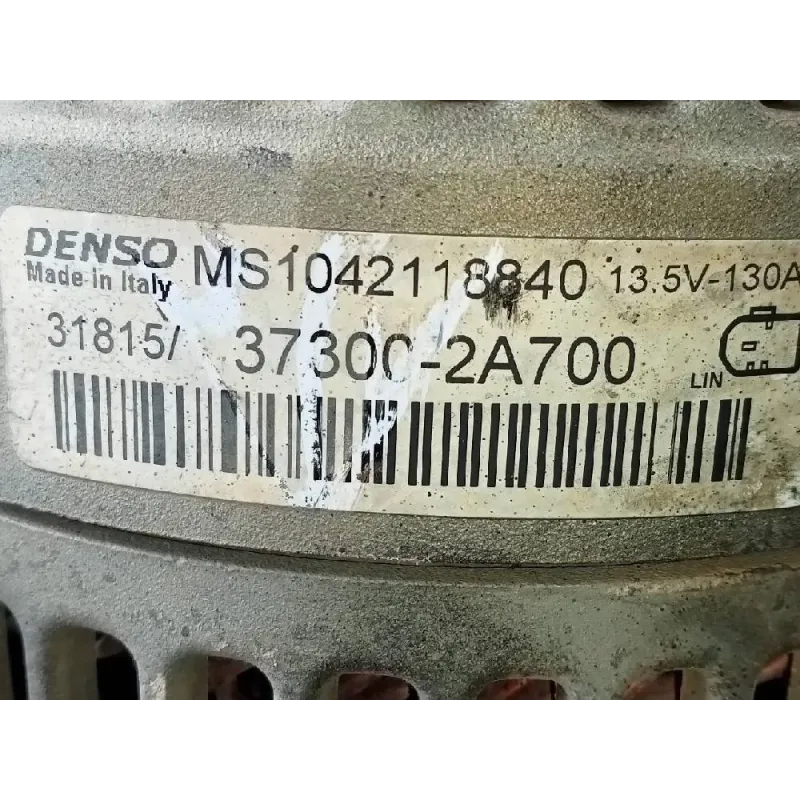 DENSO MS1042118840 13.5V-130A
Made in Italy
31815/ 37300-2A700
LIN